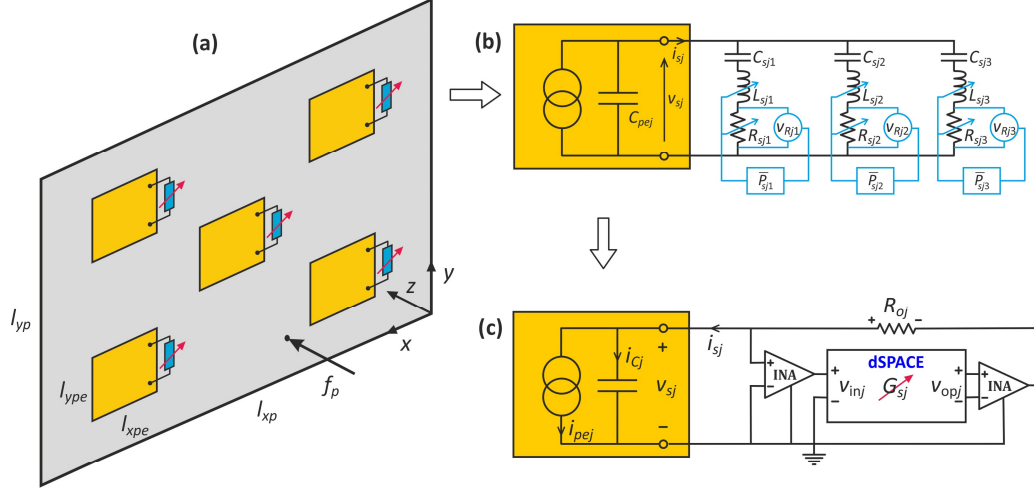 (a)
l_yp
l_ype
l_xpe
l_xp
f_p
x
y
z
(b)
i_sj
v_sj
C_pej
C_sj1
L_sj1
R_sj1
v_Rj1
P̅_sj1
C_sj2
L_sj2
R_sj2
v_Rj2
P̅_sj2
C_sj3
L_sj3
R_sj3
v_Rj3
P̅_sj3
(c)
R_oj
+ −
i_sj
i_Cj
+
v_sj
−
i_pej
+
INA
−
dSPACE
+ v_inj −
G_sj
+ v_opj −
+
INA
−